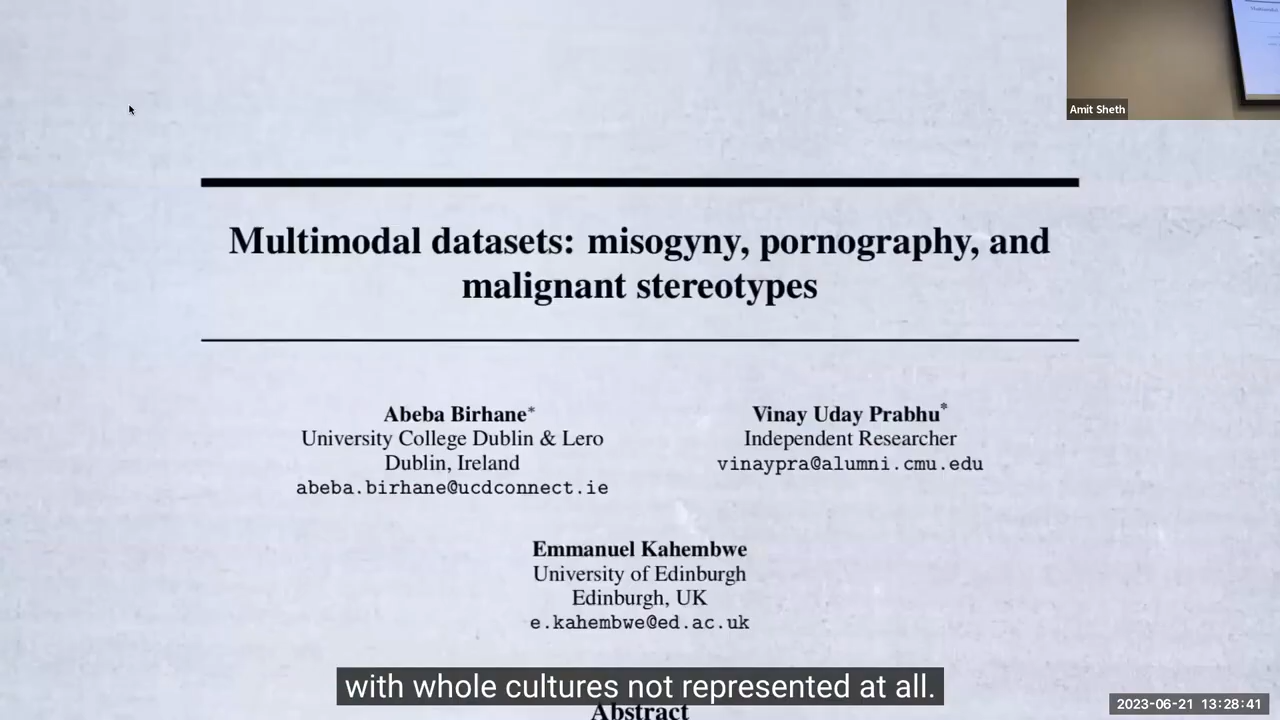 Amit Sheth
Multimodal datasets: misogyny, pornography, and
malignant stereotypes
Abeba Birhane*
University College Dublin & Lero
Dublin, Ireland
abeba.birhane@ucdconnect.ie
Vinay Uday Prabhu*
Independent Researcher
vinaypra@alumni.cmu.edu
Emmanuel Kahembwe
University of Edinburgh
Edinburgh, UK
e.kahembwe@ed.ac.uk
with whole cultures not represented at all.
Abstract
2023-06-21 13:28:41